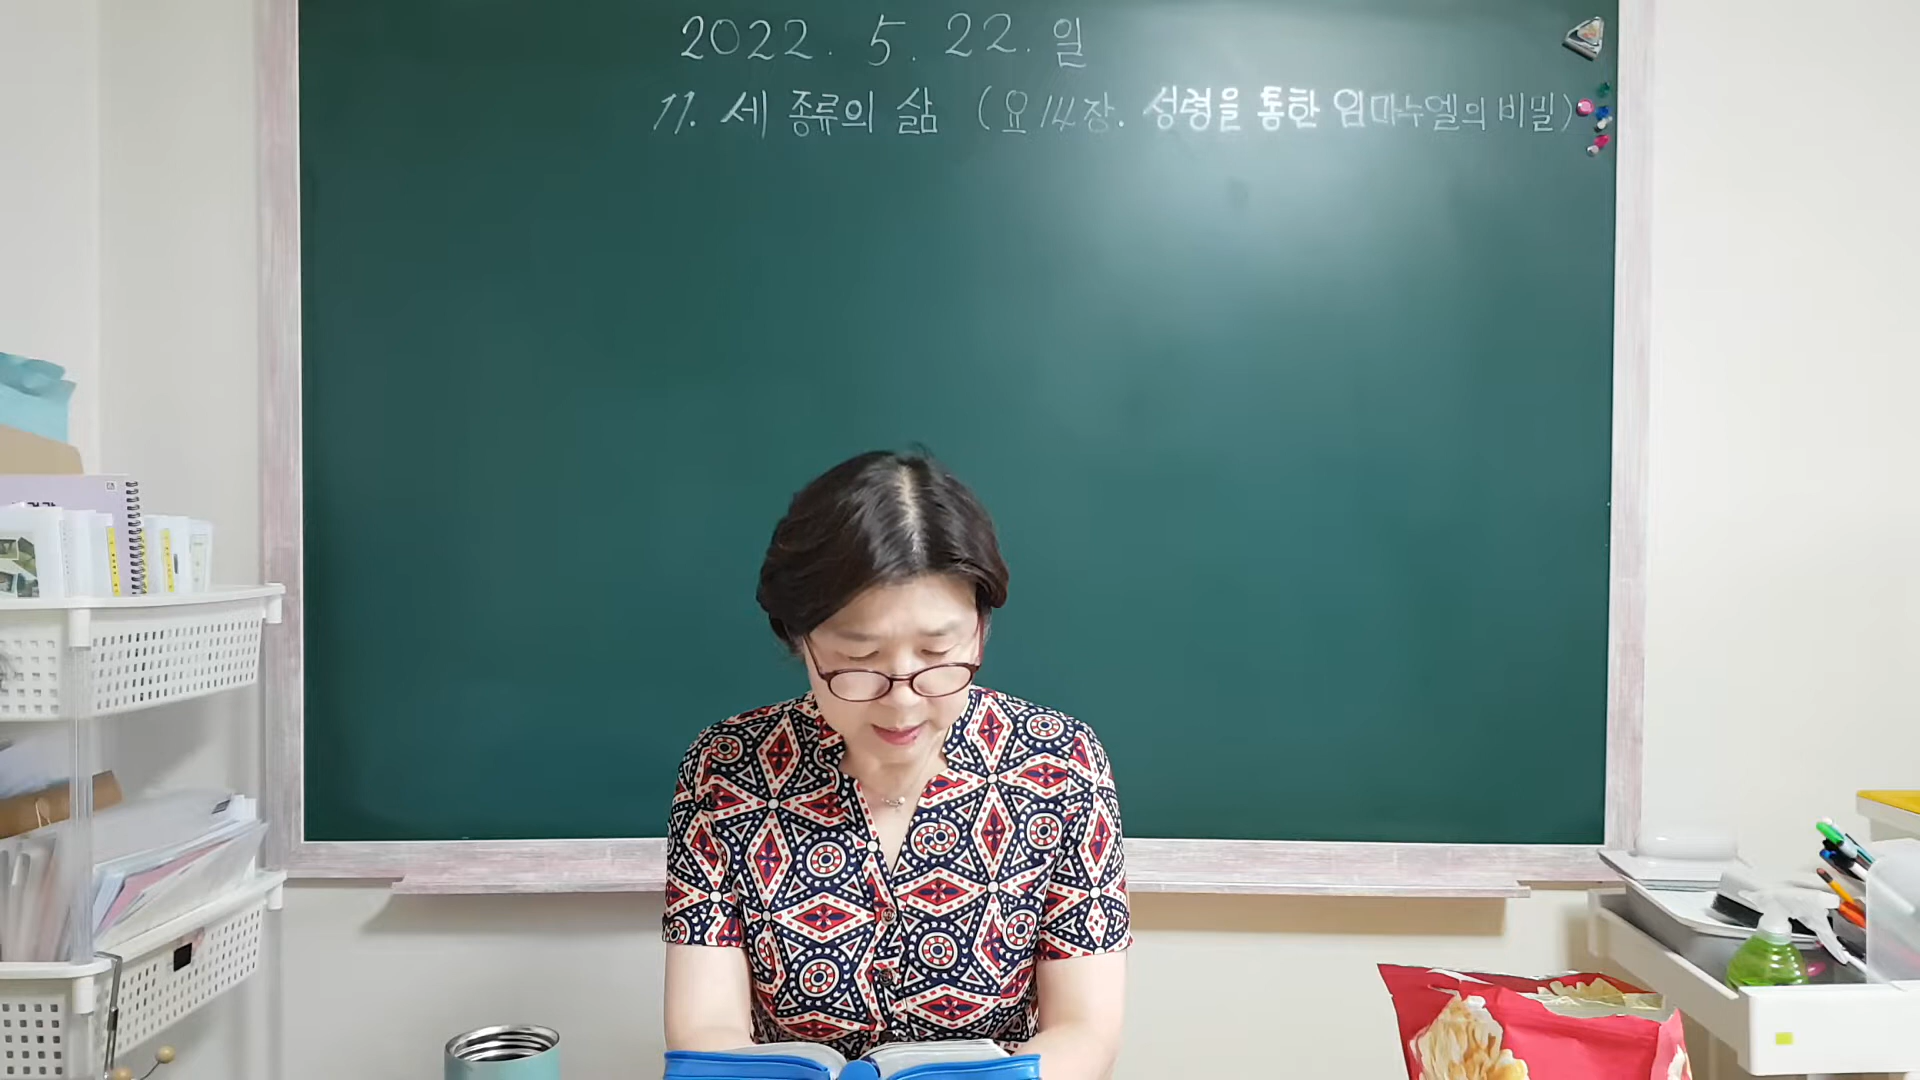 2022. 5. 22. 일
11. 세 종류의 삶 (요 14장. 성령을 통한 임마누엘의 비밀)